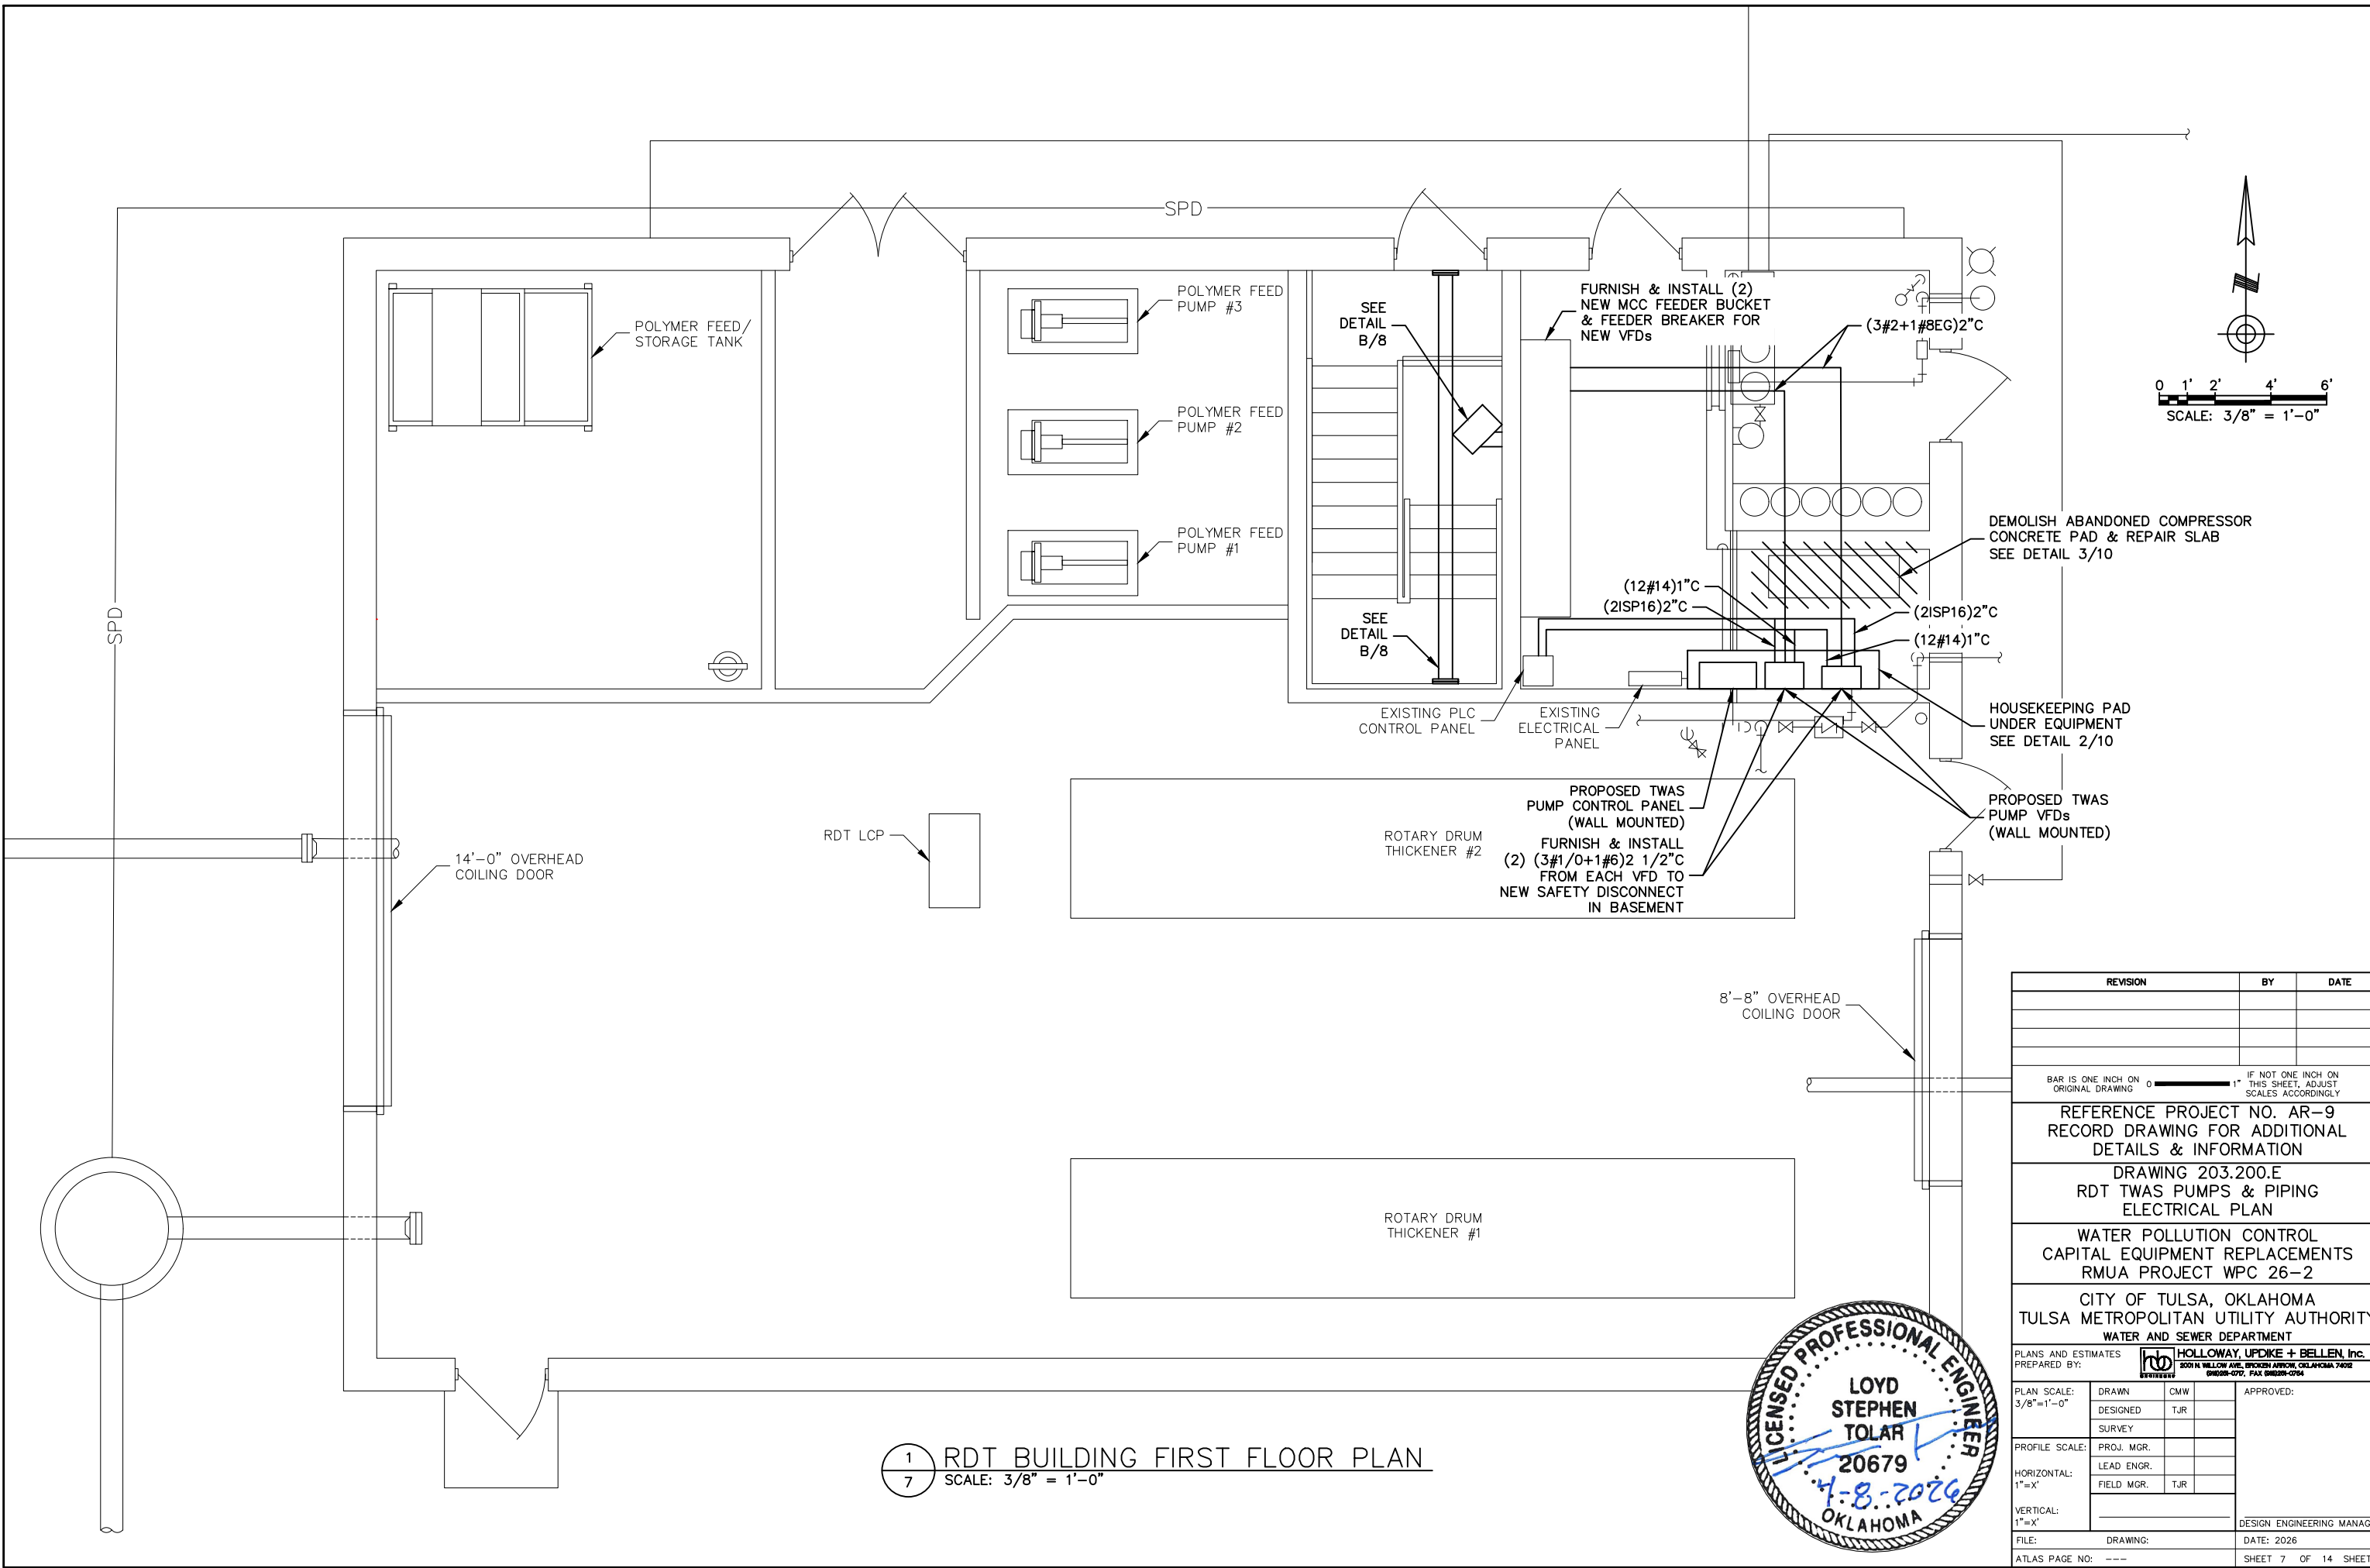 SPD
POLYMER FEED/
STORAGE TANK
POLYMER FEED
PUMP #3
POLYMER FEED
PUMP #2
POLYMER FEED
PUMP #1
SEE
DETAIL
B/8
SEE
DETAIL
B/8
FURNISH & INSTALL (2)
NEW MCC FEEDER BUCKET
& FEEDER BREAKER FOR
NEW VFDs
(3#2+1#8EG)2"C
0 1' 2' 4' 6'
SCALE: 3/8" = 1'-0"
DEMOLISH ABANDONED COMPRESSOR
CONCRETE PAD & REPAIR SLAB
SEE DETAIL 3/10
(12#14)1"C
(2ISP16)2"C
(2ISP16)2"C
(12#14)1"C
SPD
EXISTING PLC
CONTROL PANEL
EXISTING
ELECTRICAL
PANEL
HOUSEKEEPING PAD
UNDER EQUIPMENT
SEE DETAIL 2/10
PROPOSED TWAS
PUMP CONTROL PANEL
(WALL MOUNTED)
PROPOSED TWAS
PUMP VFDs
(WALL MOUNTED)
FURNISH & INSTALL
(2) (3#1/0+1#6)2 1/2"C
FROM EACH VFD TO
NEW SAFETY DISCONNECT
IN BASEMENT
14'-0" OVERHEAD
COILING DOOR
RDT LCP
ROTARY DRUM
THICKENER #2
8'-8" OVERHEAD
COILING DOOR
ROTARY DRUM
THICKENER #1
1
7
RDT BUILDING FIRST FLOOR PLAN
SCALE: 3/8" = 1'-0"
LICENSED PROFESSIONAL ENGINEER
LOYD
STEPHEN
TOLAR
20679
4-8-2026
OKLAHOMA
REVISION BY DATE
BAR IS ONE INCH ON
ORIGINAL DRAWING
0 1"
IF NOT ONE INCH ON
THIS SHEET, ADJUST
SCALES ACCORDINGLY
REFERENCE PROJECT NO. AR-9
RECORD DRAWING FOR ADDITIONAL
DETAILS & INFORMATION
DRAWING 203.200.E
RDT TWAS PUMPS & PIPING
ELECTRICAL PLAN
WATER POLLUTION CONTROL
CAPITAL EQUIPMENT REPLACEMENTS
RMUA PROJECT WPC 26-2
CITY OF TULSA, OKLAHOMA
TULSA METROPOLITAN UTILITY AUTHORITY
WATER AND SEWER DEPARTMENT
PLANS AND ESTIMATES
PREPARED BY:
HOLLOWAY, UPDIKE + BELLEN, Inc.
2001 N. WILLOW AVE., BROKEN ARROW, OKLAHOMA 74012
PLAN SCALE:
3/8"=1'-0"
DRAWN CMW
DESIGNED TJR
SURVEY
APPROVED:
PROFILE SCALE:
PROJ. MGR.
LEAD ENGR.
FIELD MGR. TJR
HORIZONTAL:
1"=X'
VERTICAL:
1"=X'
DESIGN ENGINEERING MANAG
FILE: DRAWING: DATE: 2026
ATLAS PAGE NO: --- SHEET 7 OF 14 SHEET